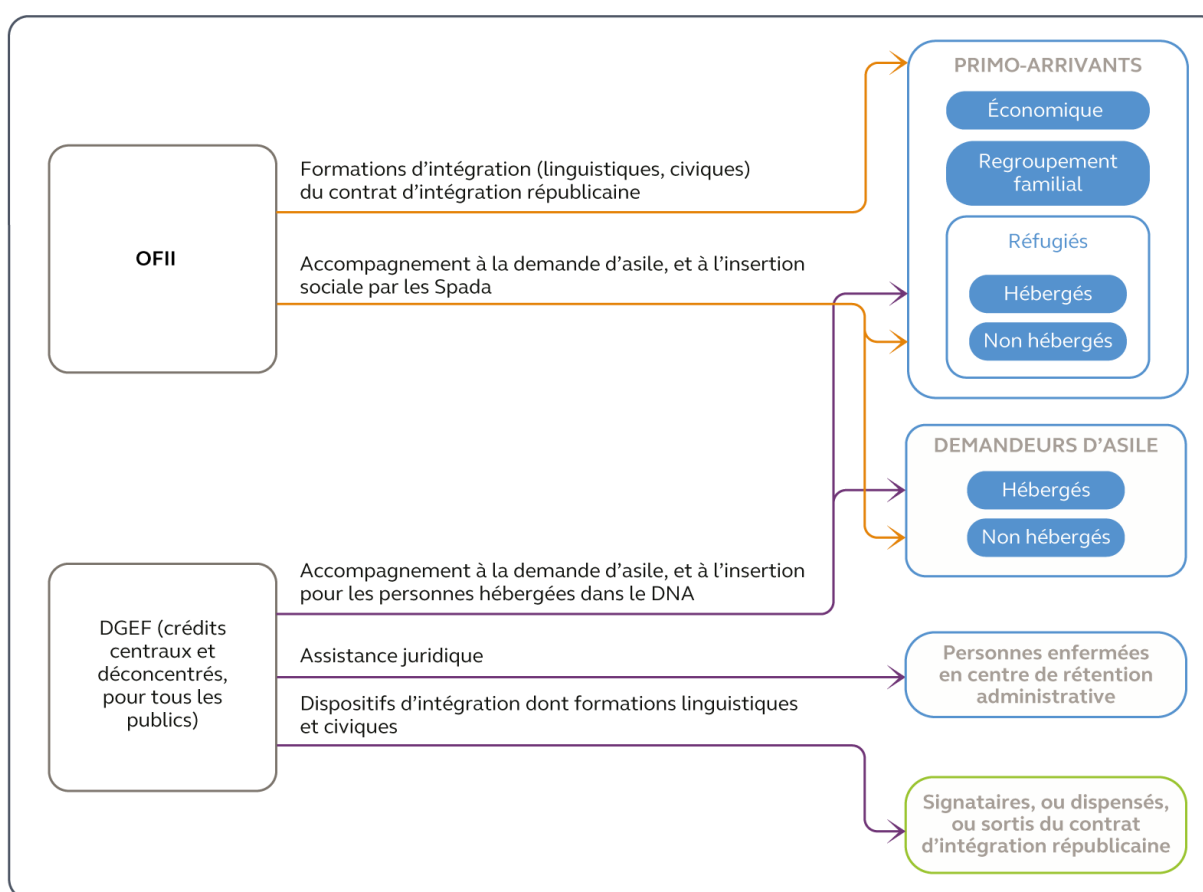 PRIMO-ARRIVANTS
Économique
Regroupement
familial
Réfugiés
Hébergés
Non hébergés
Formations d’intégration (linguistiques, civiques)
du contrat d’intégration républicaine
OFII
Accompagnement à la demande d’asile, et à l’insertion
sociale par les Spada
DEMANDEURS D’ASILE
Hébergés
Non hébergés
Accompagnement à la demande d’asile, et à l’insertion
pour les personnes hébergées dans le DNA
DGEF (crédits
centraux et
déconcentrés,
pour tous les
publics)
Assistance juridique
Personnes enfermées
en centre de rétention
administrative
Dispositifs d’intégration dont formations linguistiques
et civiques
Signataires, ou dispensés,
ou sortis du contrat
d’intégration républicaine